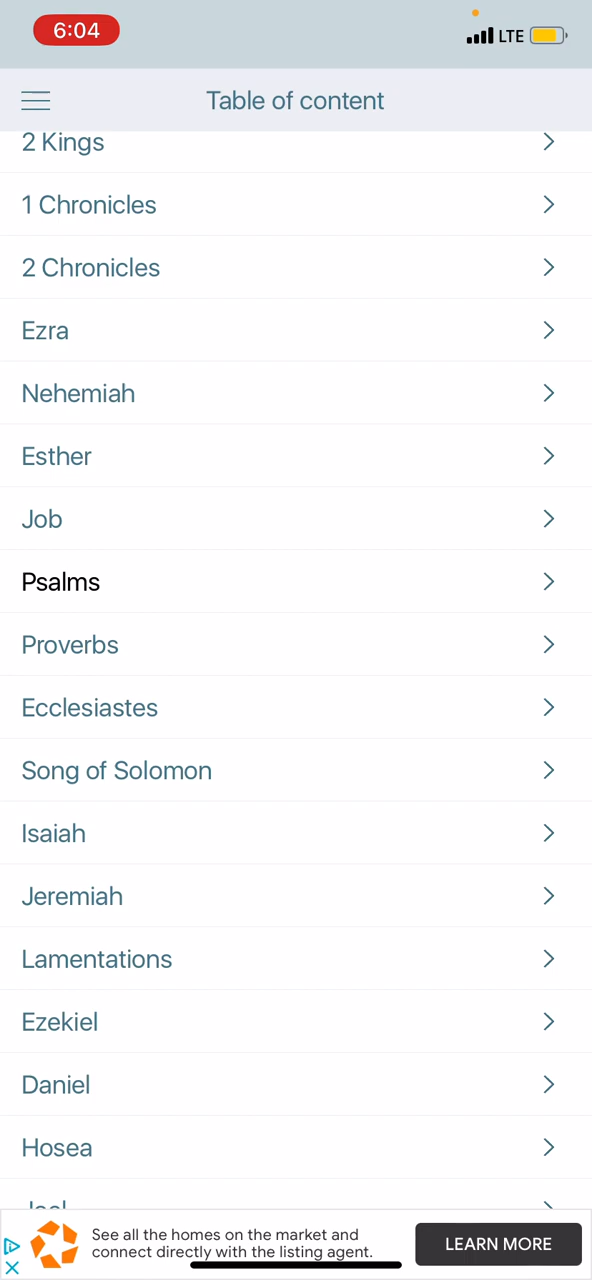 6:04
LTE
Table of content
2 Kings
1 Chronicles
2 Chronicles
Ezra
Nehemiah
Esther
Job
Psalms
Proverbs
Ecclesiastes
Song of Solomon
Isaiah
Jeremiah
Lamentations
Ezekiel
Daniel
Hosea
Joel
See all the homes on the market and
connect directly with the listing agent.
LEARN MORE